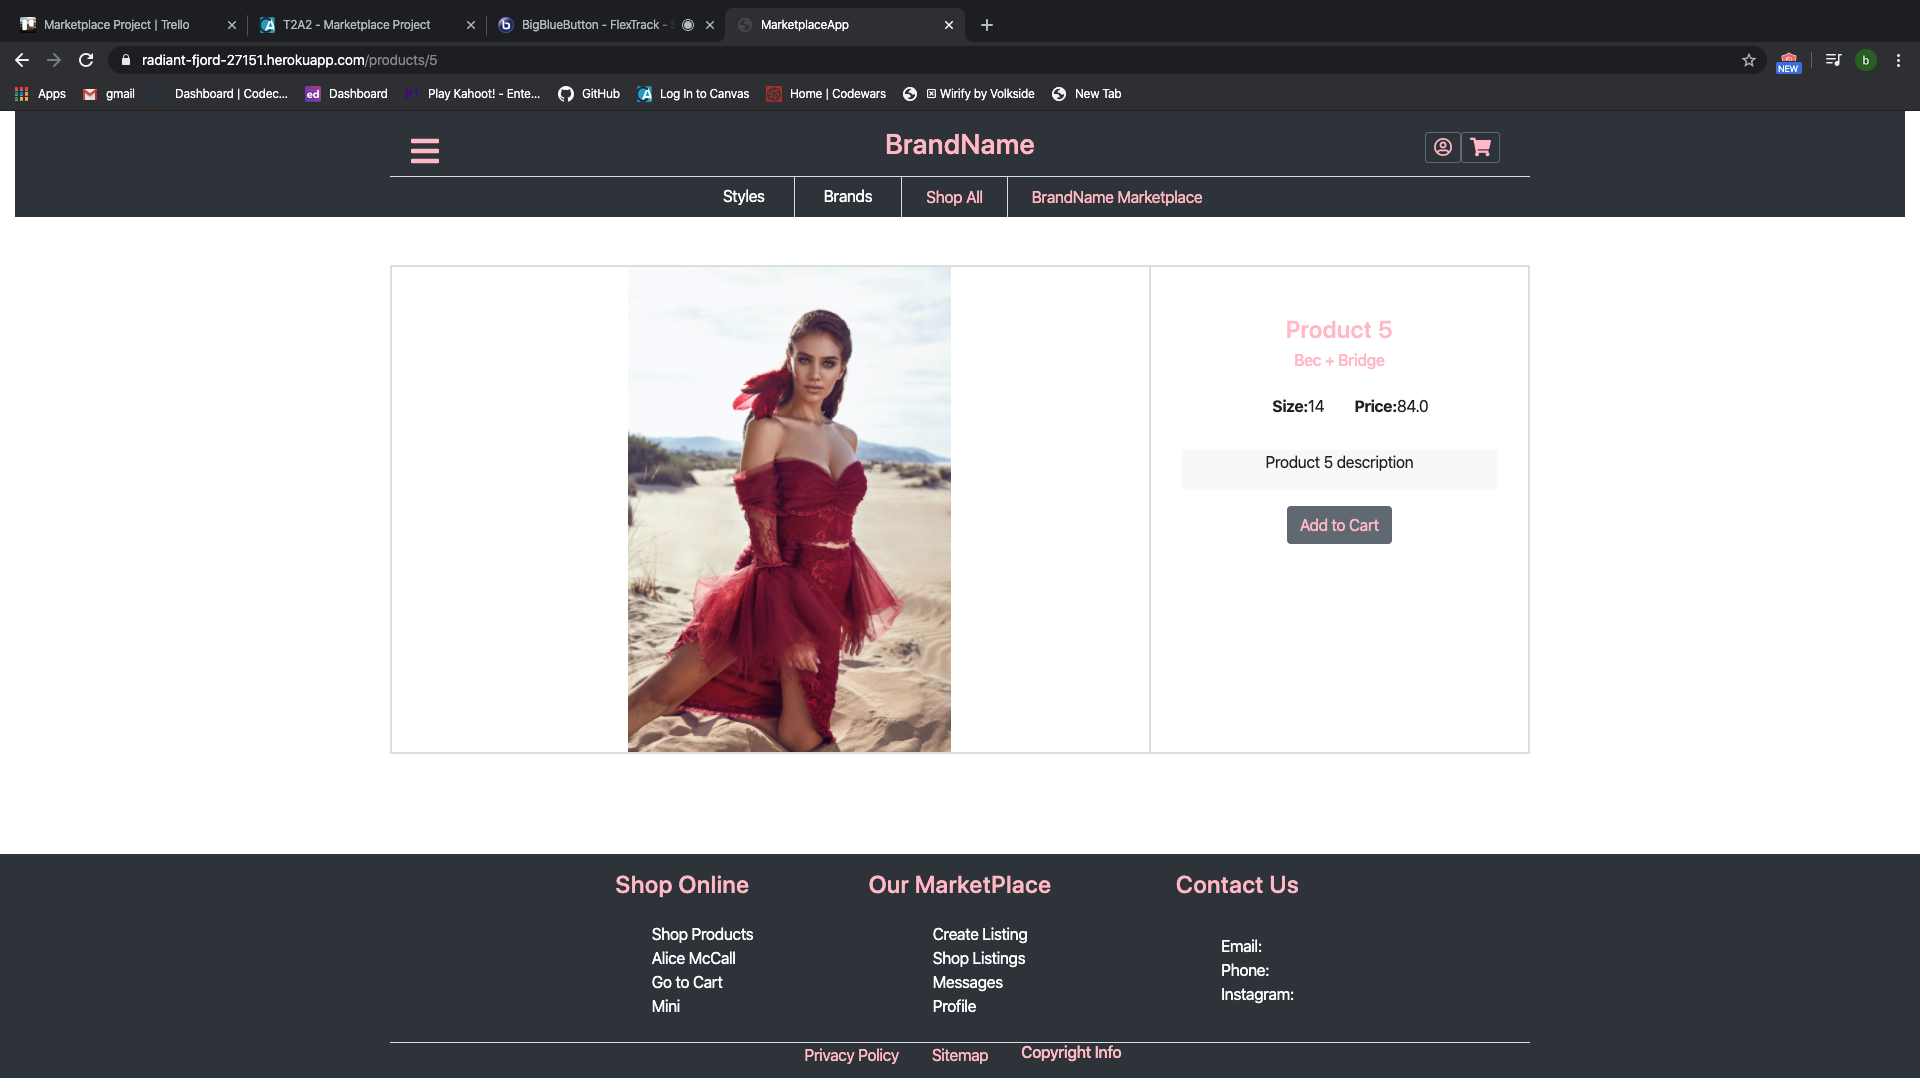 Marketplace Project | Trello
T2A2 - Marketplace Project
BigBlueButton - FlexTrack -
MarketplaceApp
radiant-fjord-27151.herokuapp.com/products/5
NEW
b
Apps
gmail
Dashboard | Codec...
ed Dashboard
K! Play Kahoot! - Ente...
GitHub
Log In to Canvas
Home | Codewars
Wirify by Volkside
New Tab
BrandName
Styles
Brands
Shop All
BrandName Marketplace
Product 5
Bec + Bridge
Size:14 Price:84.0
Product 5 description
Add to Cart
Shop Online
Shop Products
Alice McCall
Go to Cart
Mini
Our MarketPlace
Create Listing
Shop Listings
Messages
Profile
Contact Us
Email:
Phone:
Instagram:
Privacy Policy
Sitemap
Copyright Info